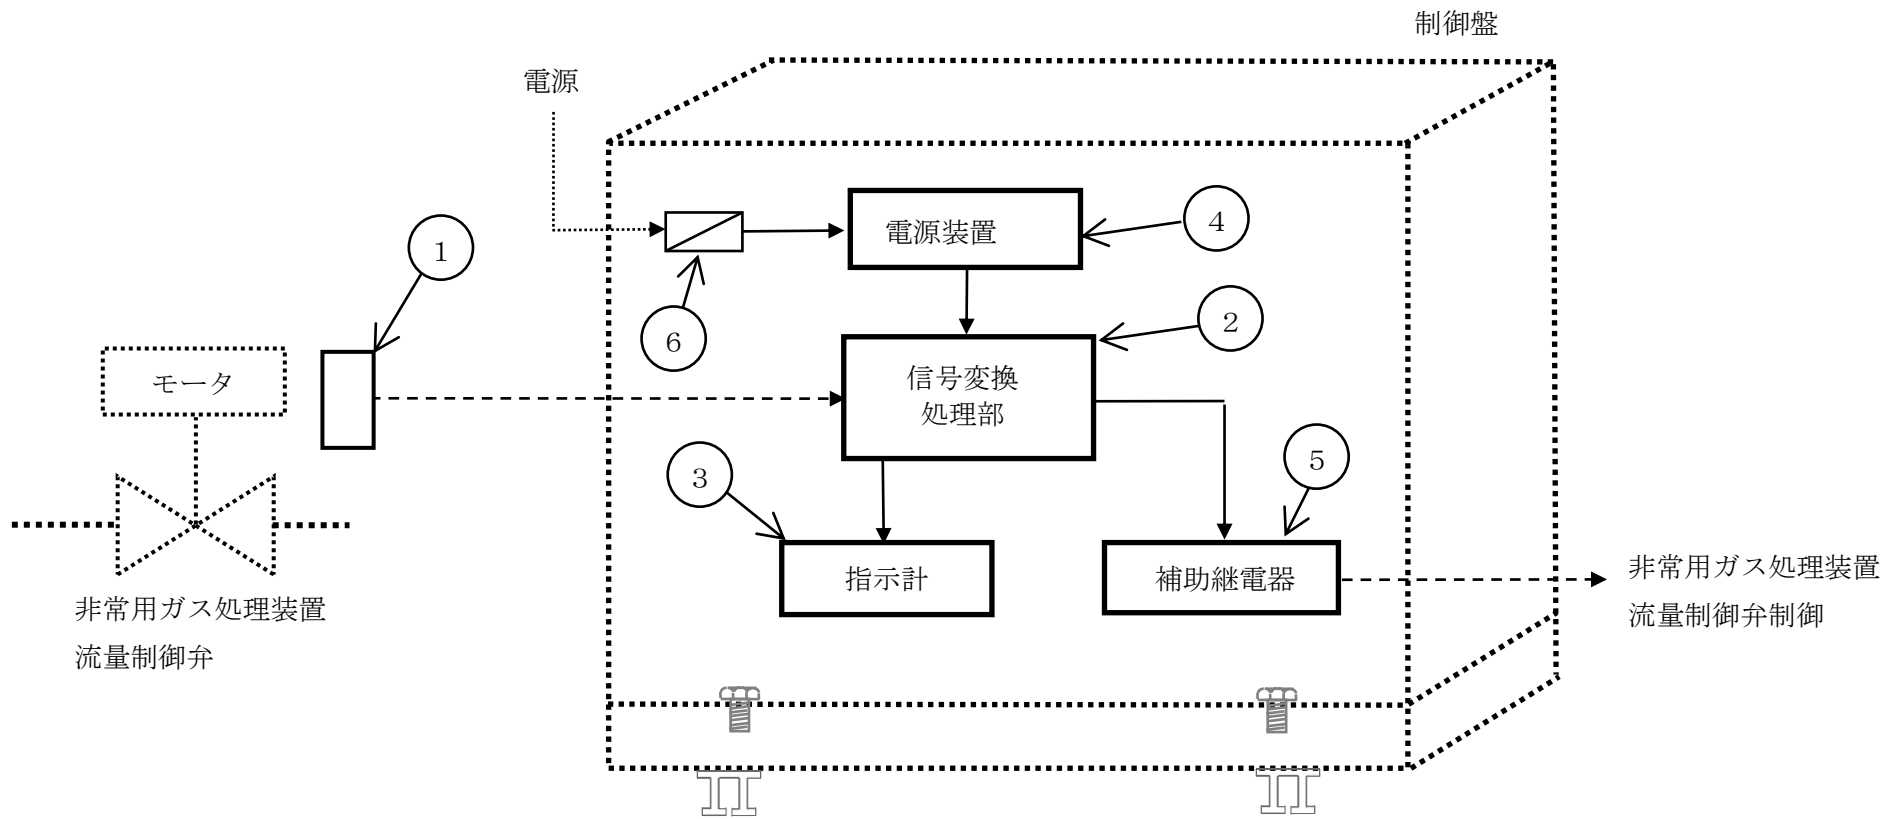 制御盤
電源
電源装置
4
1
2
6
信号変換
処理部
モータ
3
5
指示計
補助継電器
非常用ガス処理装置
流量制御弁制御
非常用ガス処理装置
流量制御弁